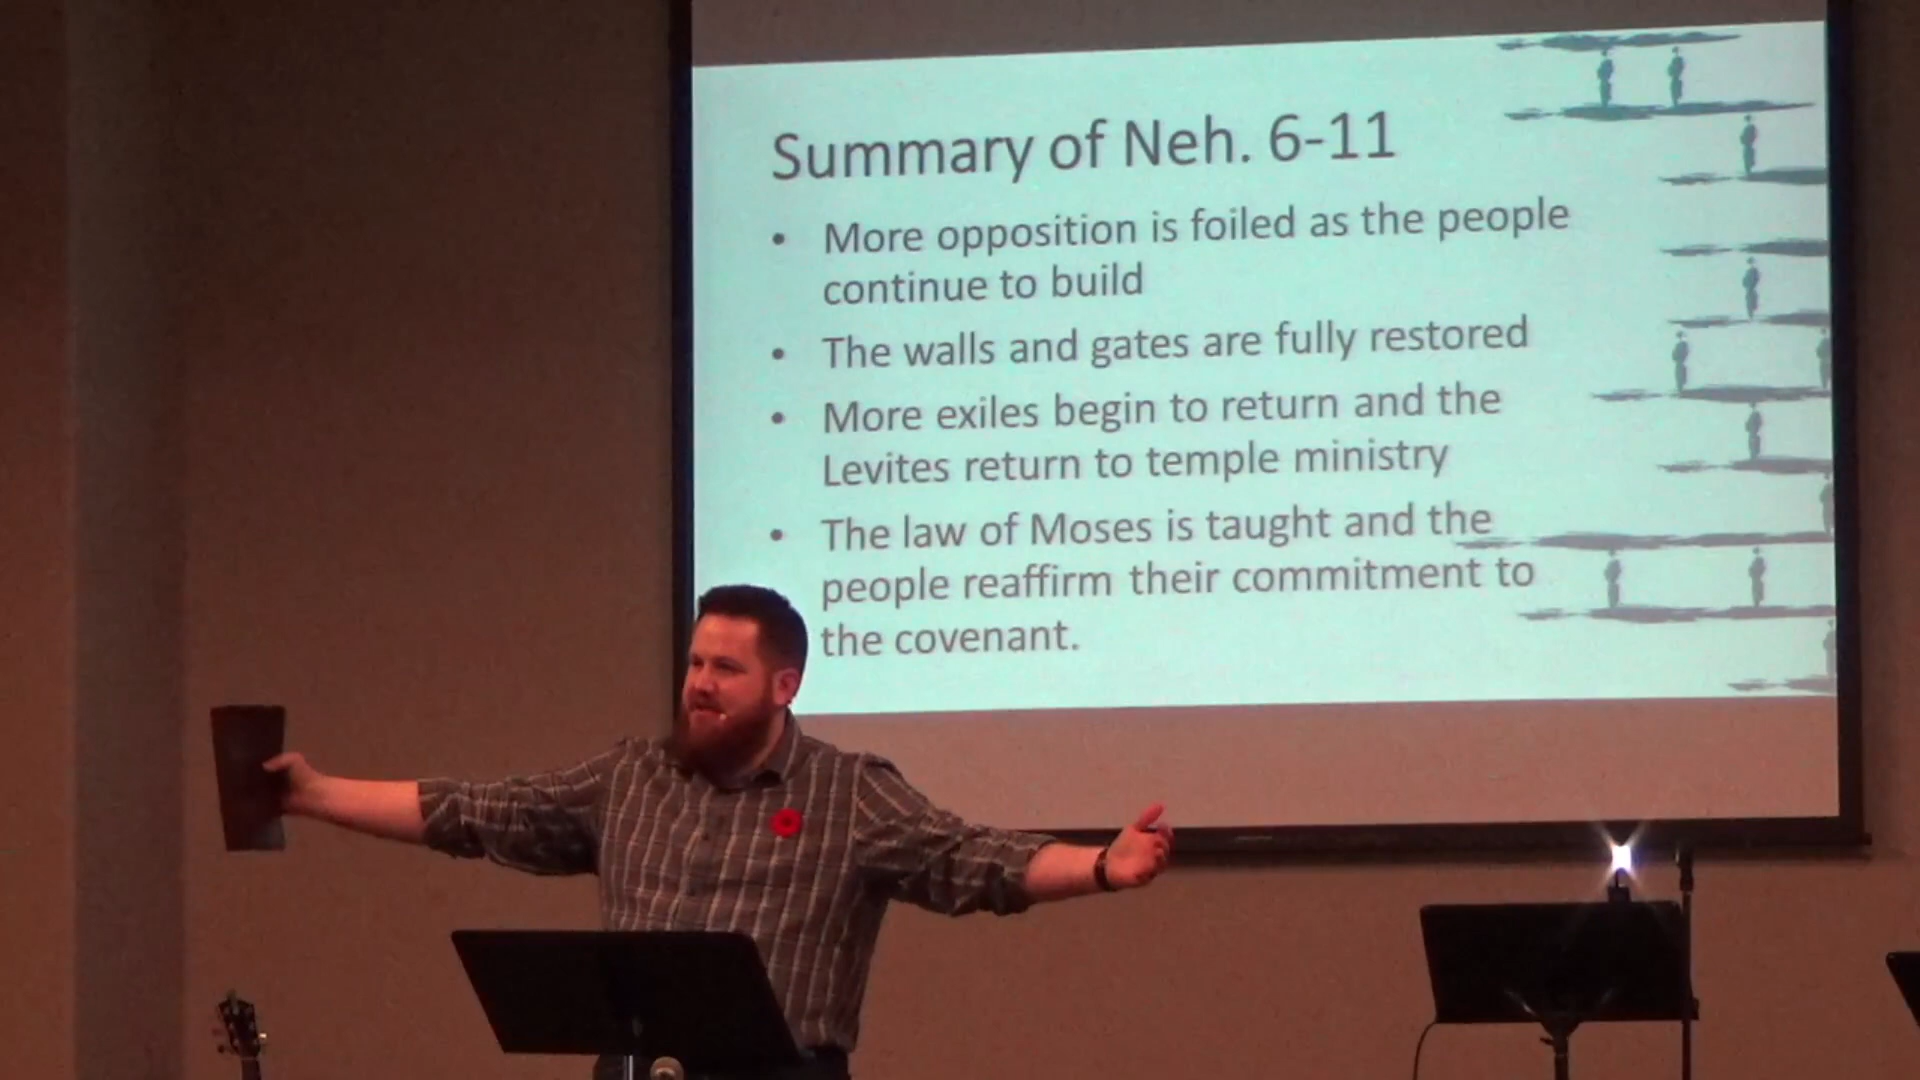 Summary of Neh. 6-11
• More opposition is foiled as the people
continue to build
• The walls and gates are fully restored
• More exiles begin to return and the
Levites return to temple ministry
• The law of Moses is taught and the
people reaffirm their commitment to
the covenant.